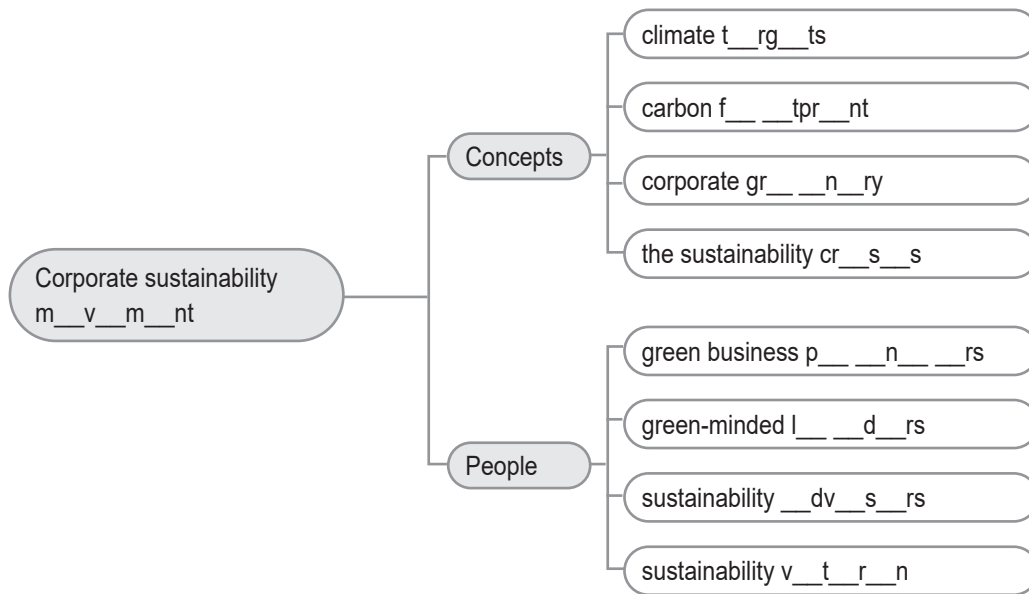 climate t__rg__ts
carbon f__ __tpr__nt
Concepts
corporate gr__ __n__ry
the sustainability cr__s__s
Corporate sustainability
m__v__m__nt
green business p__ __n__ __rs
green-minded l__ __d__rs
People
sustainability __dv__s__rs
sustainability v__t__r__n